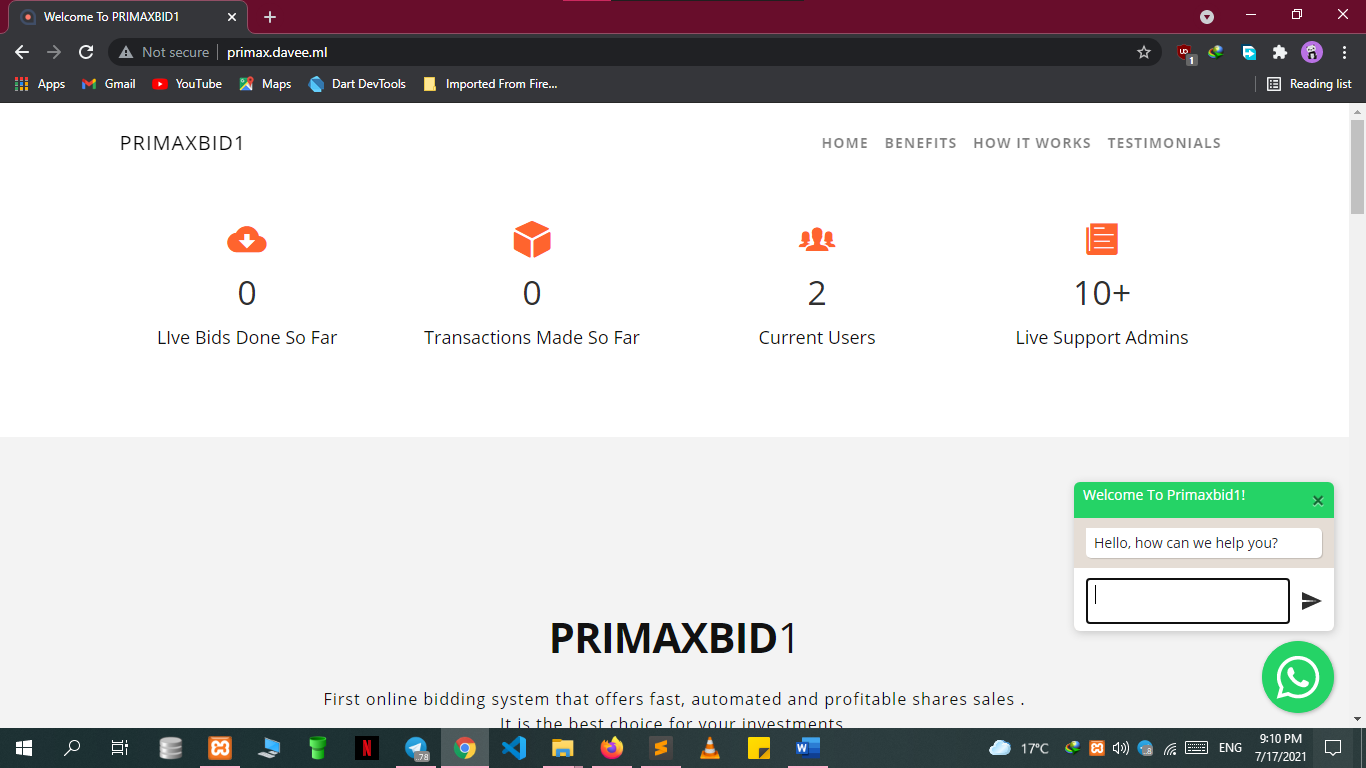 Welcome To PRIMAXBID1
Not secure
primax.davee.ml
1
Apps
Gmail
YouTube
Maps
Dart DevTools
Imported From Fire...
Reading list
PRIMAXBID1
HOME
BENEFITS
HOW IT WORKS
TESTIMONIALS
0
0
2
10+
LIve Bids Done So Far
Transactions Made So Far
Current Users
Live Support Admins
Welcome To Primaxbid1!
Hello, how can we help you?
PRIMAXBID1
First online bidding system that offers fast, automated and profitable shares sales .
It is the best choice for your investments
78
17°C
ENG
9:10 PM
7/17/2021